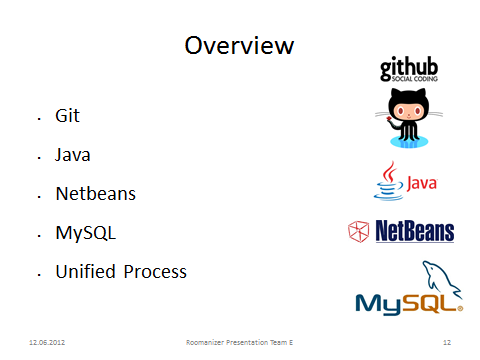 Overview
github
SOCIAL CODING
Git
Java
Netbeans
MySQL
Unified Process
Java
NetBeans
MySQL®
12.06.2012
Roomanizer Presentation Team E
12